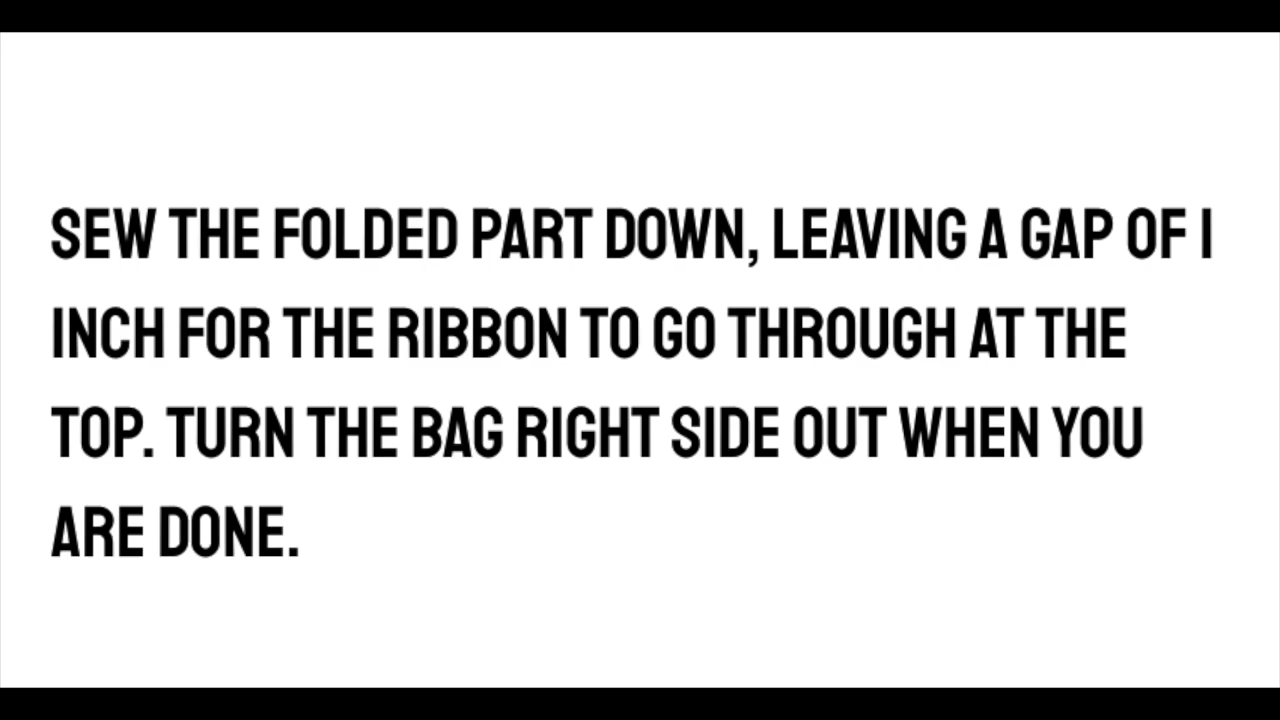 SEW THE FOLDED PART DOWN, LEAVING A GAP OF 1
INCH FOR THE RIBBON TO GO THROUGH AT THE
TOP. TURN THE BAG RIGHT SIDE OUT WHEN YOU
ARE DONE.